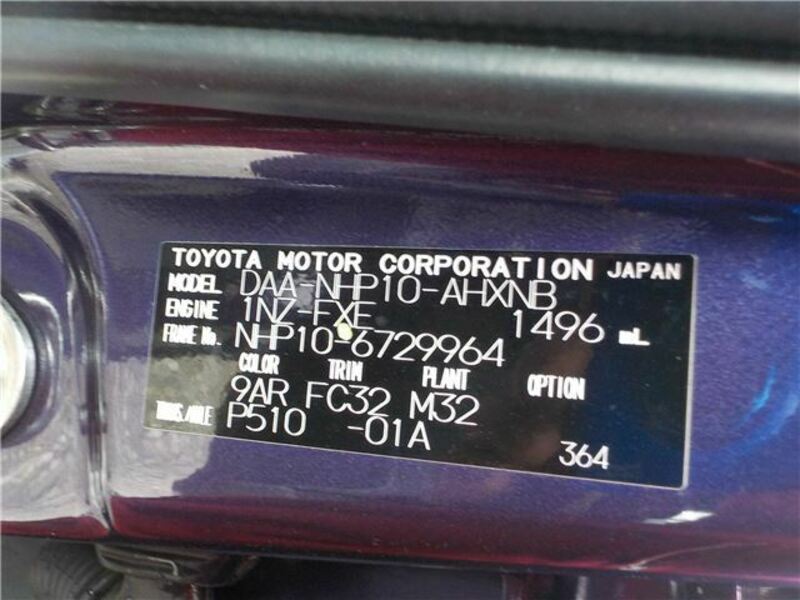 TOYOTA MOTOR CORPORATION JAPAN
MODEL DAA-NHP10-AHXNB
ENGINE 1NZ-FXE 1496 mL
FRAME No. NHP10-6729964
COLOR TRIM PLANT OPTION
9AR FC32 M32
TRANS.AXLE P510 -01A 364